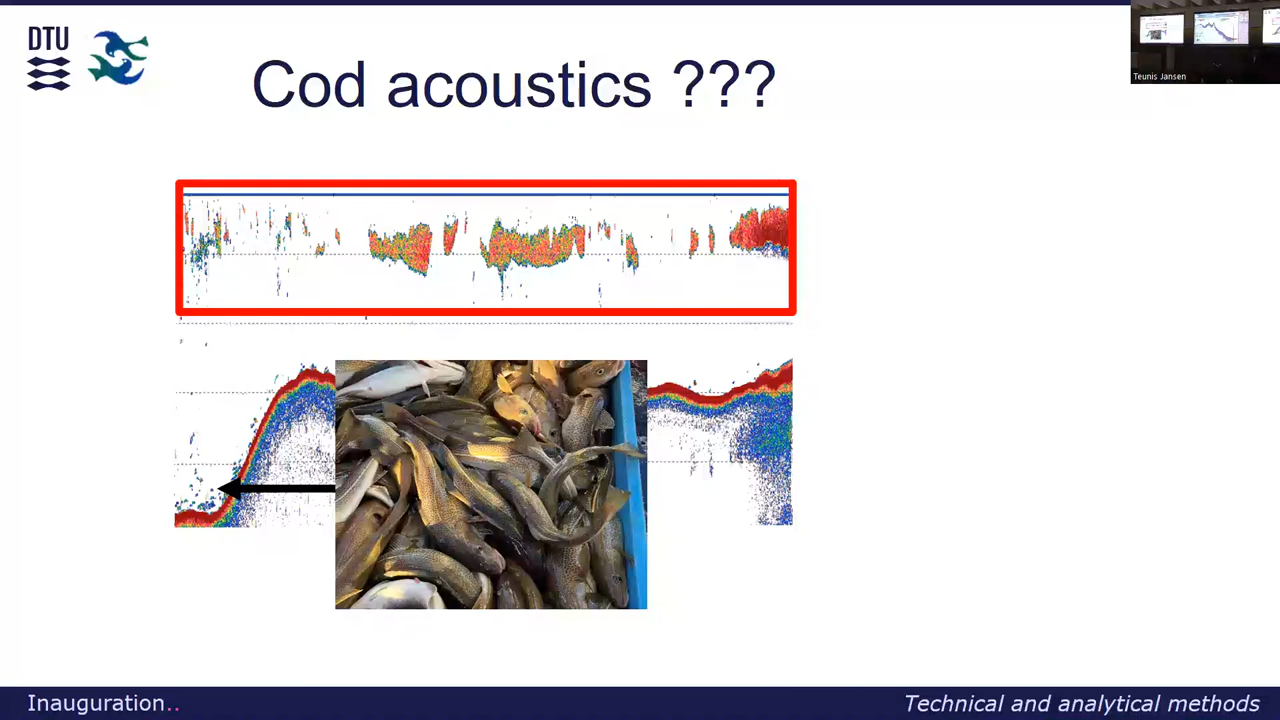 DTU
Teunis Jansen
Cod acoustics ???
Inauguration..
Technical and analytical methods